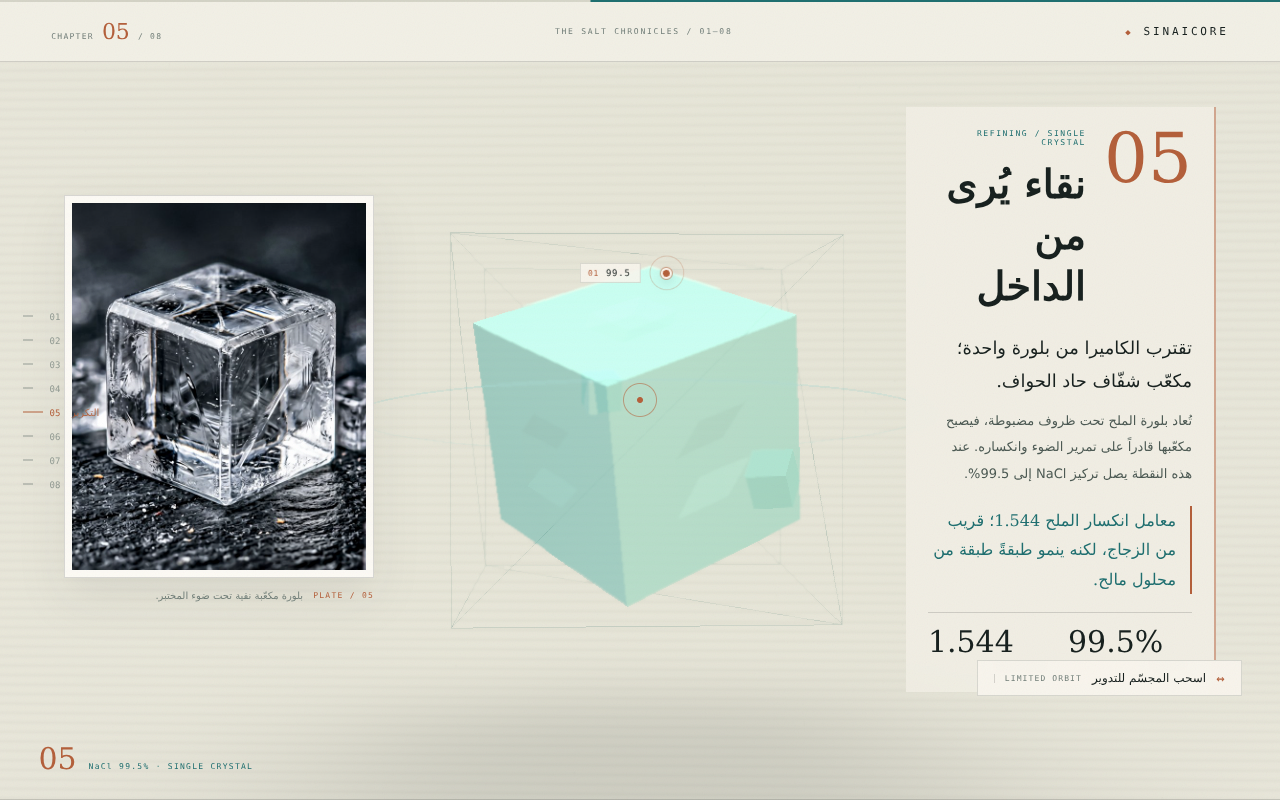 CHAPTER 05 / 08
THE SALT CHRONICLES / 01—08
◆ SINAICORE
REFINING / SINGLE
CRYSTAL
05
نقاء يُرى
من
الداخل
تقترب الكاميرا من بلورة واحدة؛
مكعّب شفّاف حاد الحواف.
تُعاد بلورة الملح تحت ظروف مضبوطة، فيصبح
مكعّبها قادراً على تمرير الضوء وانكساره. عند
هذه النقطة يصل تركيز NaCl إلى 99.5%.
معامل انكسار الملح 1.544؛ قريب
من الزجاج، لكنه ينمو طبقةً طبقة من
محلول مالح.
99.5%
1.544
↔ اسحب المجسّم للتدوير
LIMITED ORBIT
01 99.5
01
02
03
04
05
06
07
08
PLATE / 05
بلورة مكعّبة نقية تحت ضوء المختبر.
05 NaCl 99.5% · SINGLE CRYSTAL